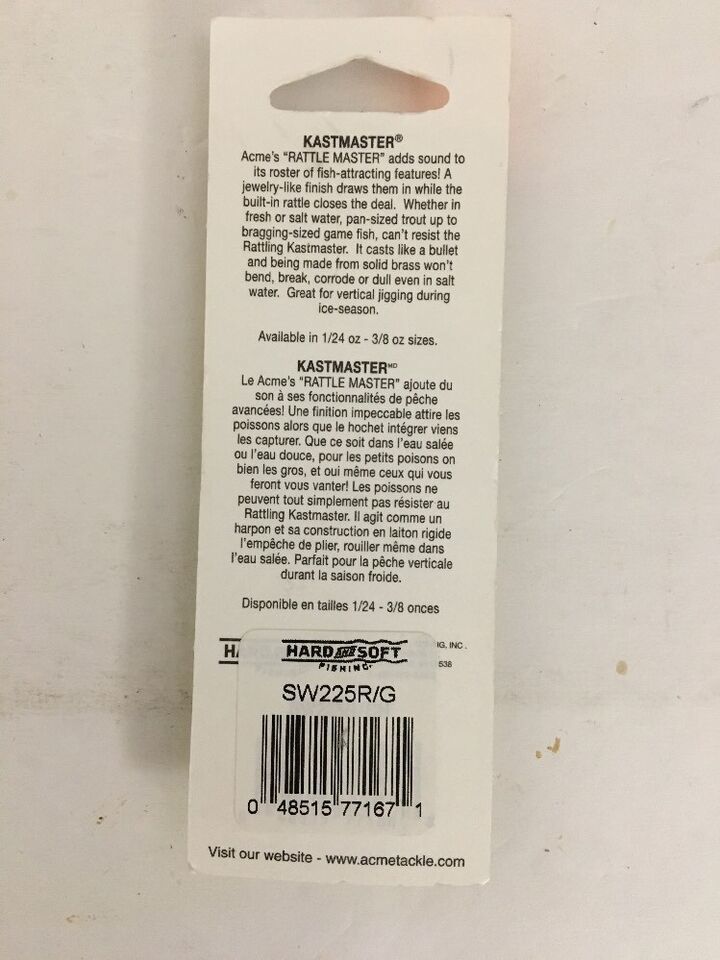 KASTMASTER®
Acme's "RATTLE MASTER" adds sound to
its roster of fish-attracting features! A
jewelry-like finish draws them in while the
built-in rattle closes the deal. Whether in
fresh or salt water, pan-sized trout up to
bragging-sized game fish, can't resist the
Rattling Kastmaster. It casts like a bullet
and being made from solid brass won't
bend, break, corrode or dull even in salt
water. Great for vertical jigging during
ice-season.
Available in 1/24 oz - 3/8 oz sizes.
KASTMASTER MD
Le Acme's "RATTLE MASTER" ajoute du
son à ses fonctionnalités de pêche
avancées! Une finition impeccable attire les
poissons alors que le hochet intégrer viens
les capturer. Que ce soit dans l'eau salée
ou l'eau douce, pour les petits poisons on
bien les gros, et oui même ceux qui vous
feront vous vanter! Les poissons ne
peuvent tout simplement pas résister au
Rattling Kastmaster. Il agit comme un
harpon et sa construction en laiton rigide
l'empêche de plier, rouiller même dans
l'eau salée. Parfait pour la pêche verticale
durant la saison froide.
Disponible en tailles 1/24 - 3/8 onces
HARD AND SOFT
FISHING
IG, INC.
538
SW225R/G
0 48515 77167 1
Visit our website - www.acmetackle.com